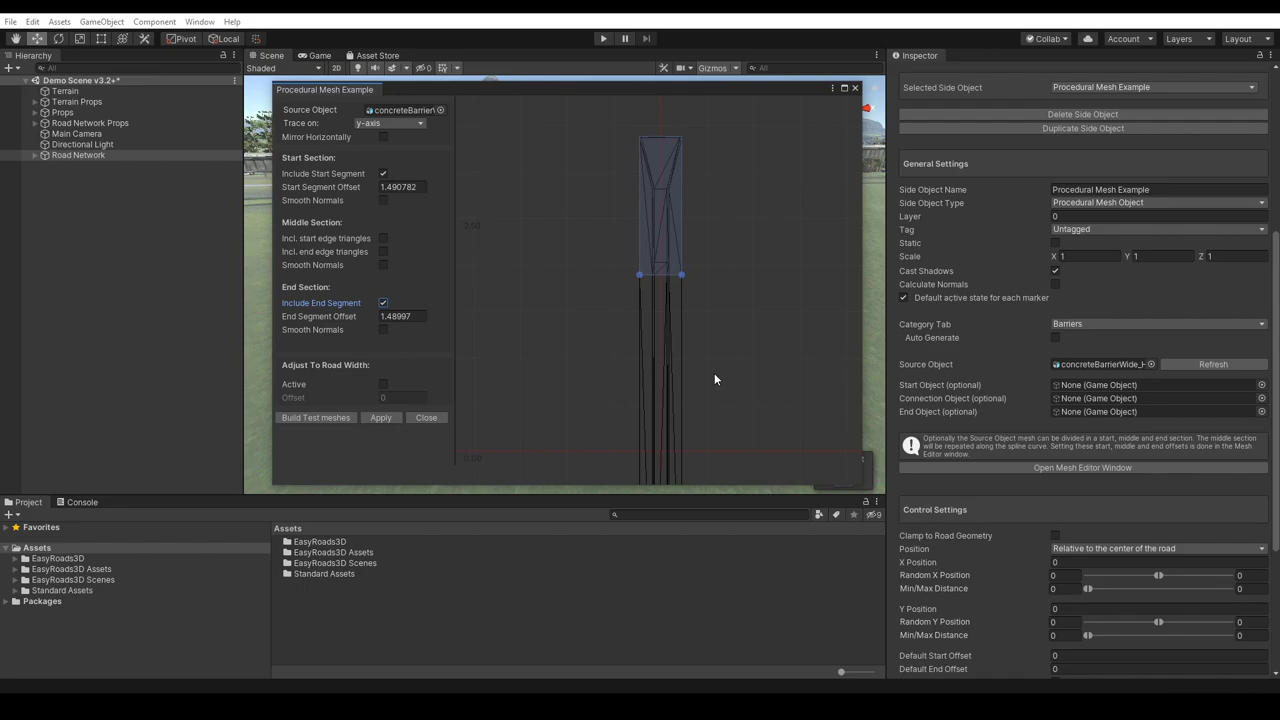 File Edit Assets GameObject Component Window Help
Pivot Local Collab Account Layers Layout
Hierarchy Scene Game Asset Store Inspector
All Shaded 2D 0 Gizmos All
Demo Scene v3.2+*
Terrain
Terrain Props
Props
Road Network Props
Main Camera
Directional Light
Road Network
Procedural Mesh Example
Source Object concreteBarrierW
Trace on: y-axis
Mirror Horizontally
Start Section:
Include Start Segment
Start Segment Offset 1.490782
Smooth Normals
Middle Section:
Incl. start edge triangles
Incl. end edge triangles
Smooth Normals
End Section:
Include End Segment
End Segment Offset 1.48997
Smooth Normals
Adjust To Road Width:
Active
Offset 0
Build Test meshes Apply Close
2.50
0.00
Selected Side Object Procedural Mesh Example
Delete Side Object
Duplicate Side Object
General Settings
Side Object Name Procedural Mesh Example
Side Object Type Procedural Mesh Object
Layer 0
Tag Untagged
Static
Scale X 1 Y 1 Z 1
Cast Shadows
Calculate Normals
Default active state for each marker
Category Tab Barriers
Auto Generate
Source Object concreteBarrierWide_H Refresh
Start Object (optional) None (Game Object)
Connection Object (optional) None (Game Object)
End Object (optional) None (Game Object)
Optionally the Source Object mesh can be divided in a start, middle and end section. The middle section
will be repeated along the spline curve. Setting these start, middle and end offsets is done in the Mesh
Editor window.
Open Mesh Editor Window
Control Settings
Clamp to Road Geometry
Position Relative to the center of the road
X Position 0
Random X Position 0 0
Min/Max Distance 0 0
Y Position 0
Random Y Position 0 0
Min/Max Distance 0 0
Default Start Offset 0
Default End Offset 0
Project Console
9
Favorites
Assets
EasyRoads3D
EasyRoads3D Assets
EasyRoads3D Scenes
Standard Assets
Packages
Assets
EasyRoads3D
EasyRoads3D Assets
EasyRoads3D Scenes
Standard Assets